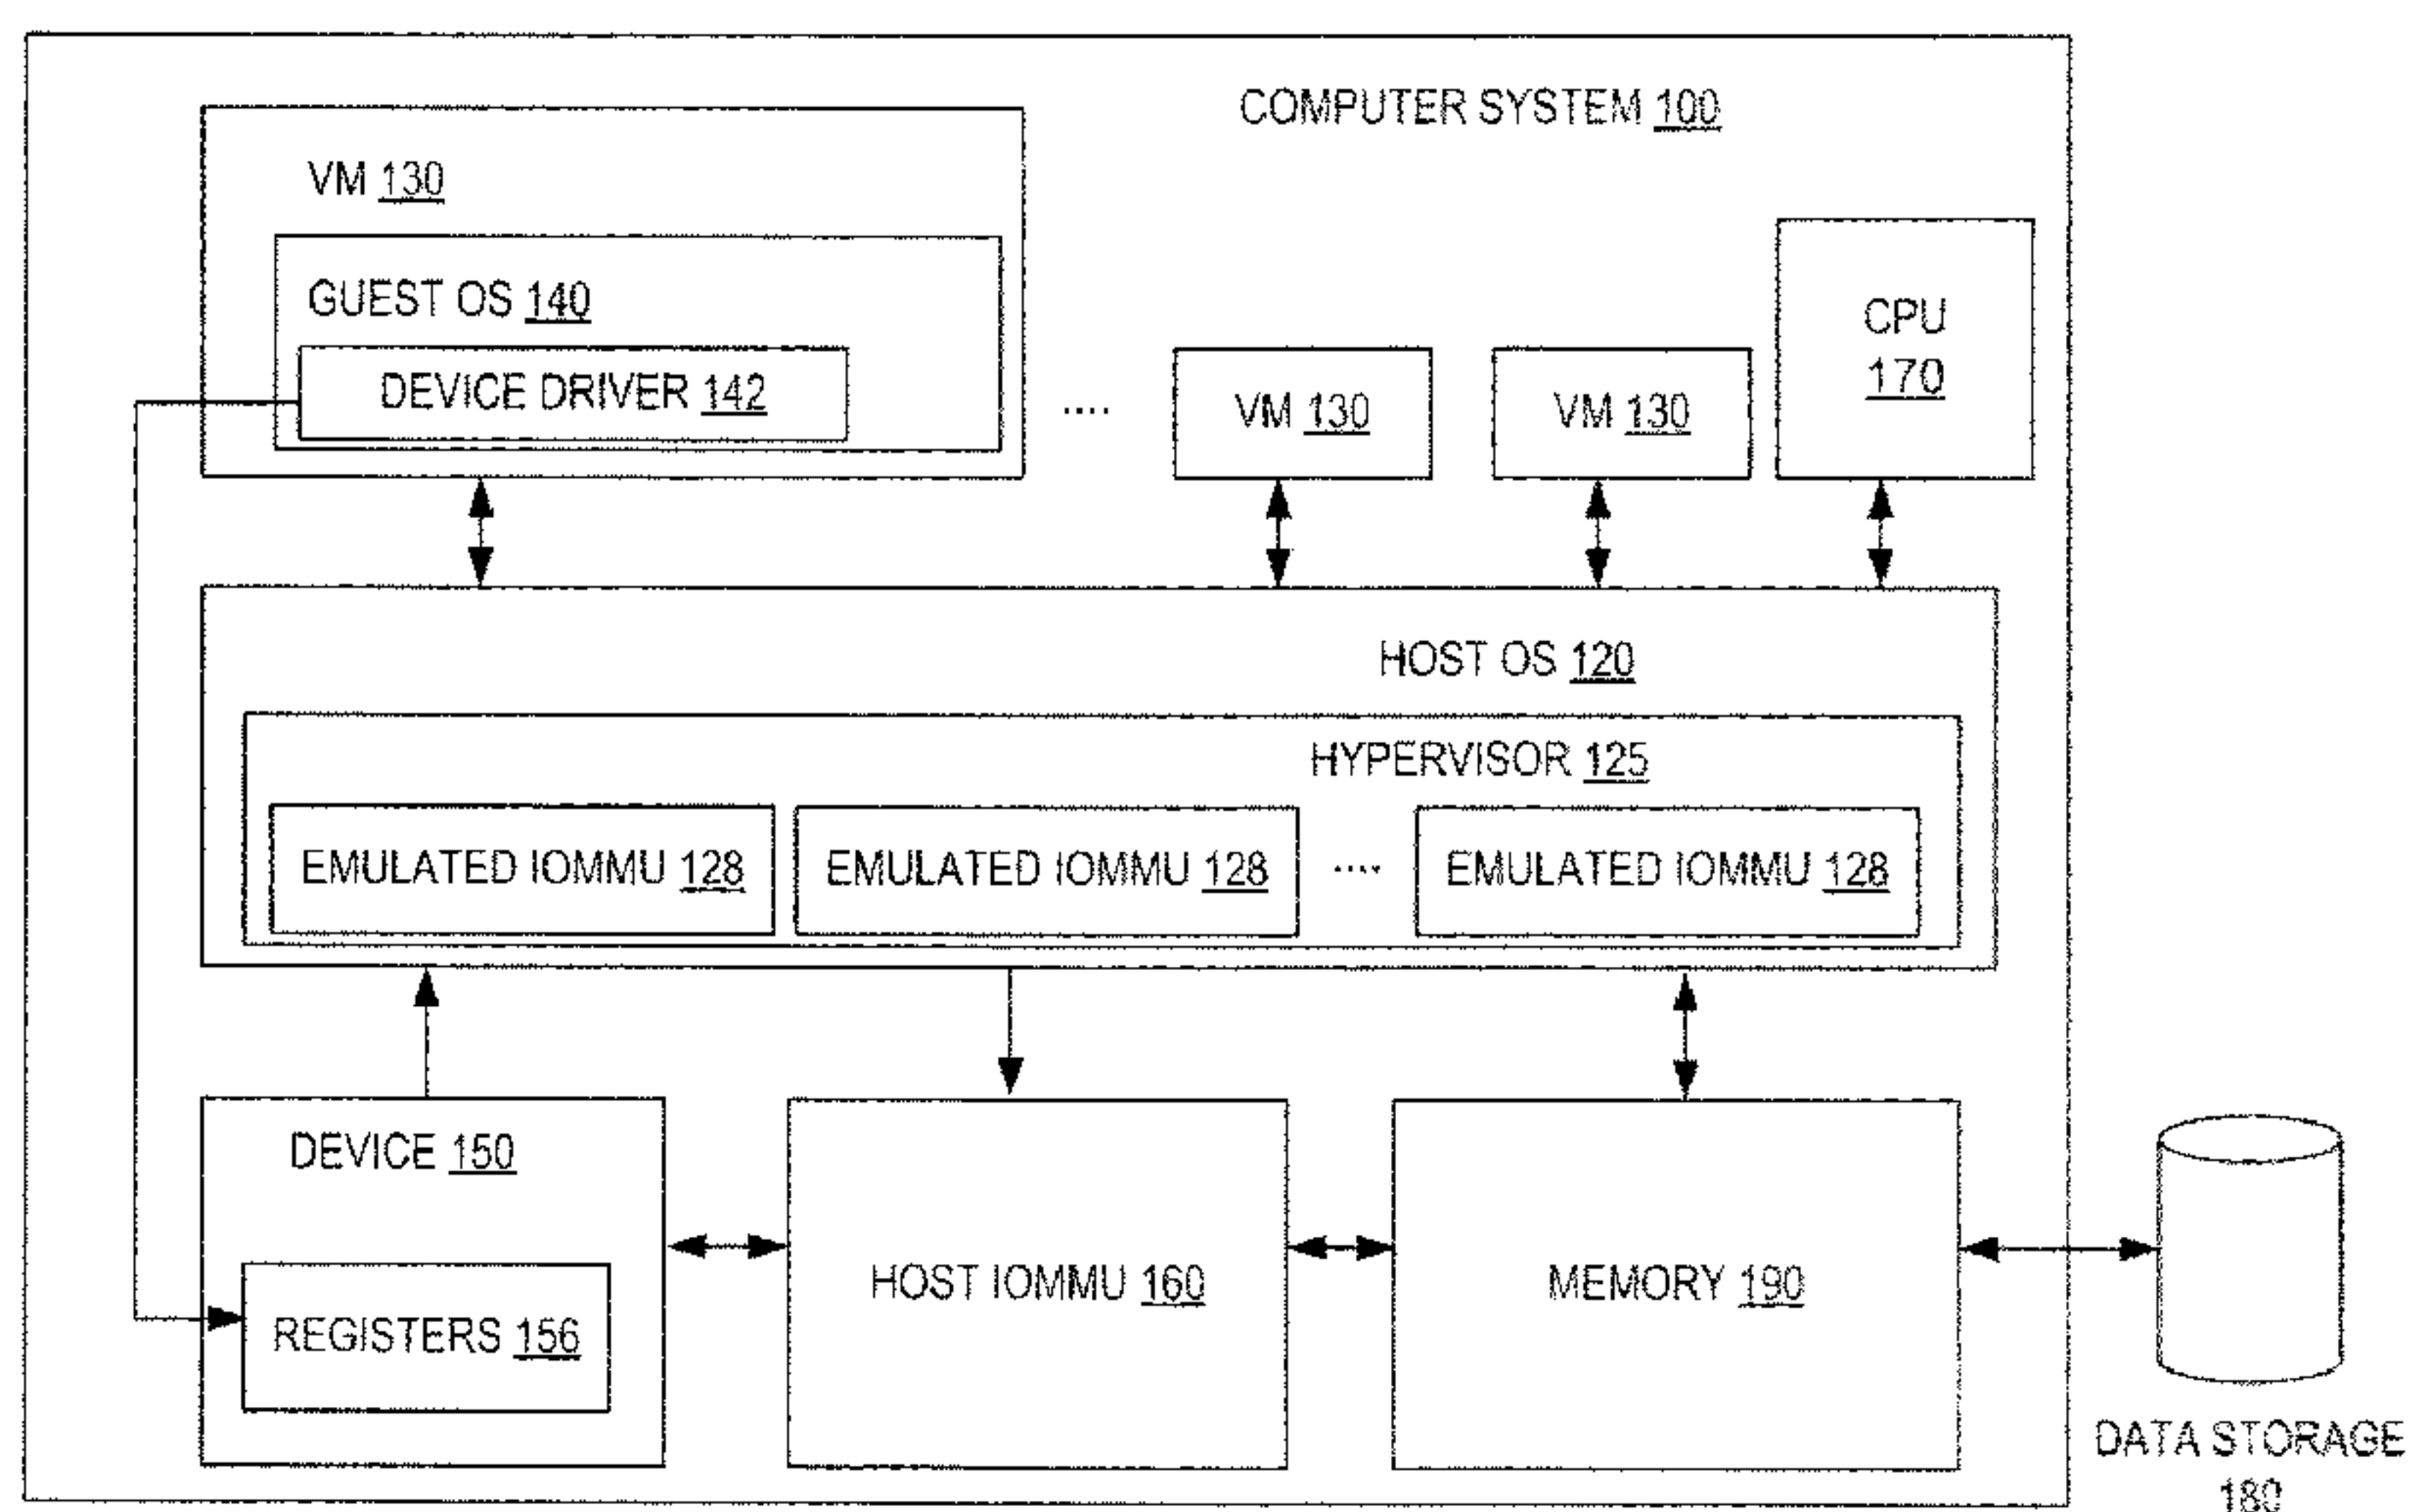 COMPUTER SYSTEM 100
VM 130
GUEST OS 140
DEVICE DRIVER 142
....
VM 130
VM 130
CPU
170
HOST OS 120
HYPERVISOR 125
EMULATED IOMMU 128
EMULATED IOMMU 128
....
EMULATED IOMMU 128
DEVICE 150
REGISTERS 156
HOST IOMMU 160
MEMORY 190
DATA STORAGE
180